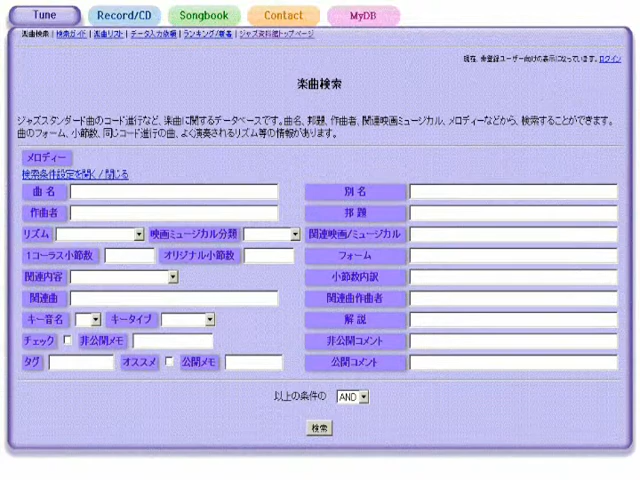 Tune Record/CD Songbook Contact MyDB
楽曲検索 | 検索ガイド | 楽曲リスト | データ入力依頼 | ランキング/新着 | ジャズ資料館トップページ
現在, 未登録ユーザー向けの表示になっています. ログイン
楽曲検索
ジャズスタンダード曲のコード進行など、楽曲に関するデータベースです。曲名、邦題、作曲者、関連映画ミュージカル、メロディーなどから、検索することができます。
曲のフォーム、小節数、同じコード進行の曲、よく演奏されるリズム等の情報があります。
メロディー
検索条件設定を開く / 閉じる
曲 名 別 名
作曲者 邦 題
リズム 映画ミュージカル分類 関連映画/ミュージカル
1コーラス小節数 オリジナル小節数 フォーム
関連内容 小節数内訳
関連曲 関連曲作曲者
キー音名 キータイプ 解 説
チェック 非公開メモ 非公開コメント
タグ オススメ 公開メモ 公開コメント
以上の条件の AND
検索